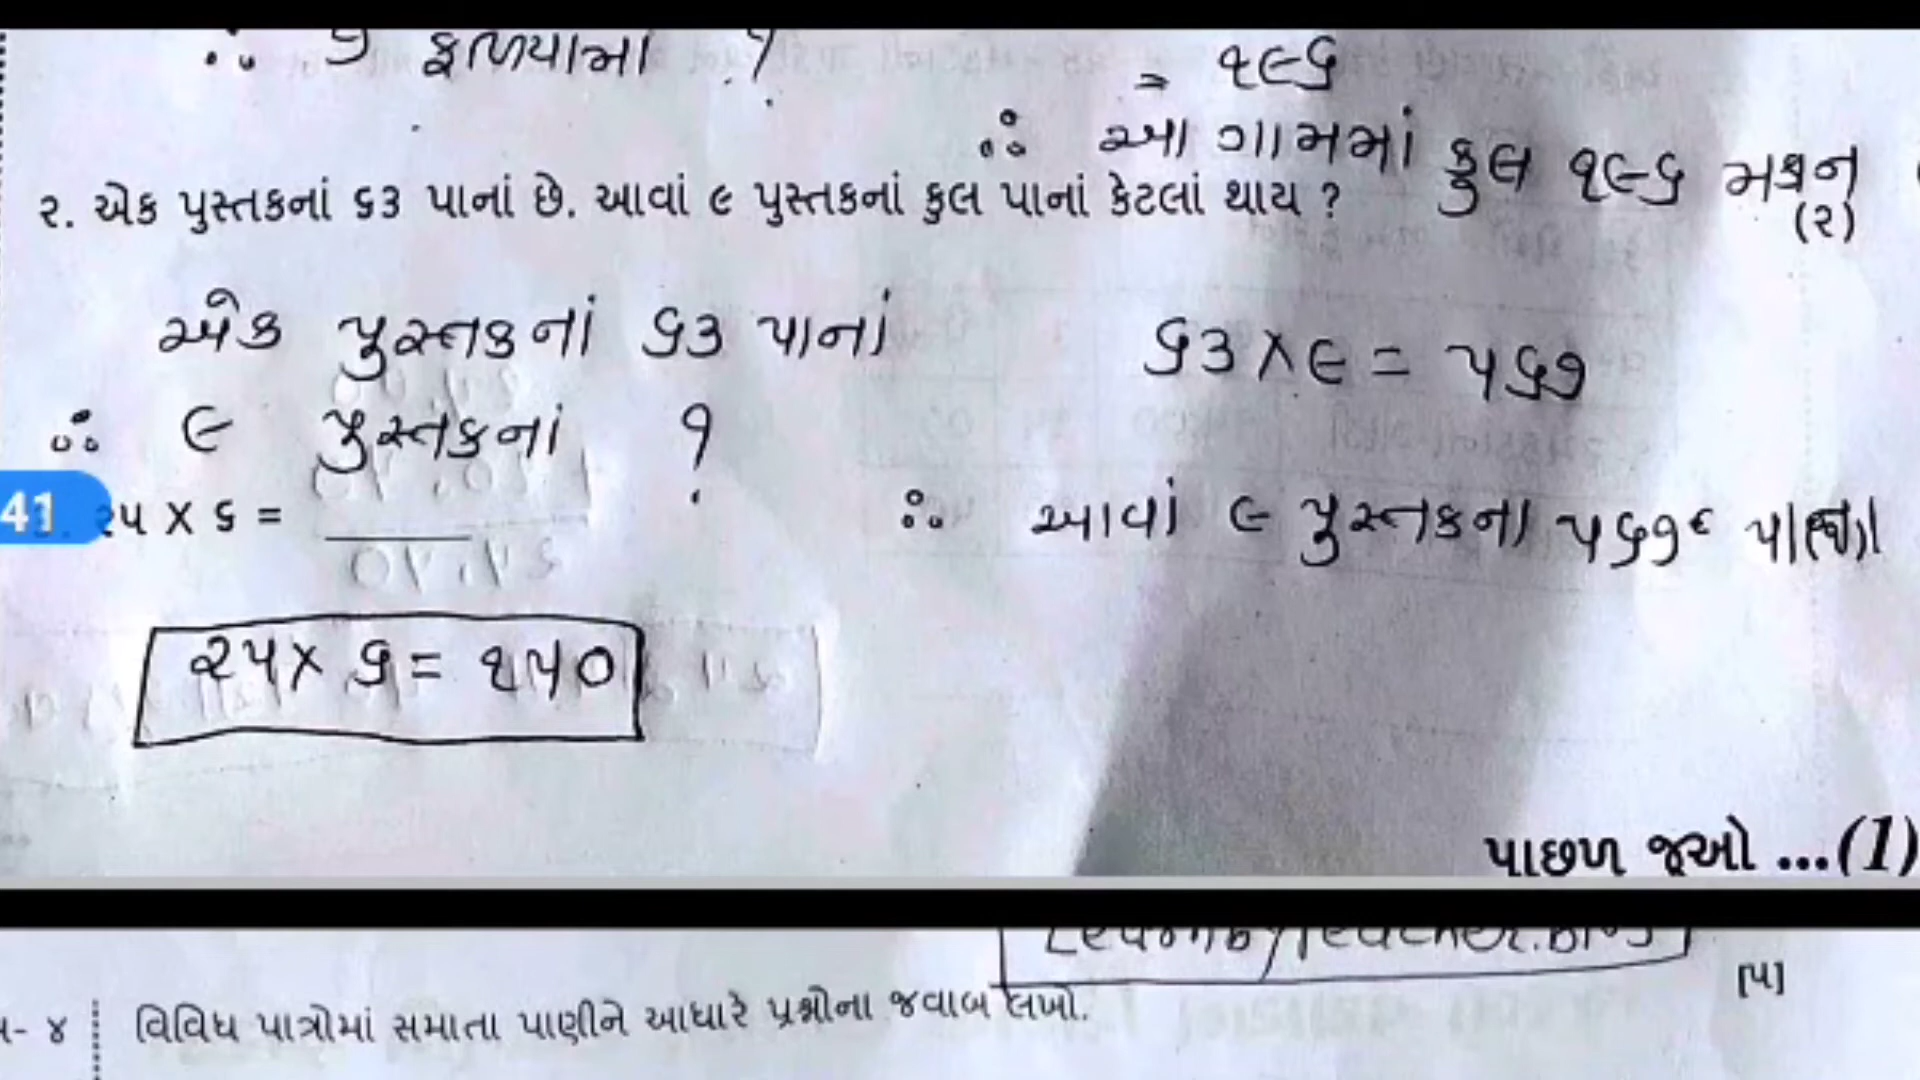 ∴ ૭ ફળિયામાં ?
= ૧૯૬
∴ આ ગામમાં કુલ ૧૯૬ મકાન
૨. એક પુસ્તકનાં ૬૩ પાનાં છે. આવાં ૯ પુસ્તકનાં કુલ પાનાં કેટલાં થાય ? (૨)
એક પુસ્તકનાં ૬૩ પાનાં
૬૩ X ૯ = ૫૬૭
∴ ૯ પુસ્તકનાં ?
41 ૨૫ X ૬ =
∴ આવાં ૯ પુસ્તકના ૫૬૭
૨૫ X ૬ = ૧૫૦
પાછળ જૂઓ ...(1)
[૫]
- ૪ વિવિધ પાત્રોમાં સમાતા પાણીને આધારે પ્રશ્નોના જવાબ લખો.